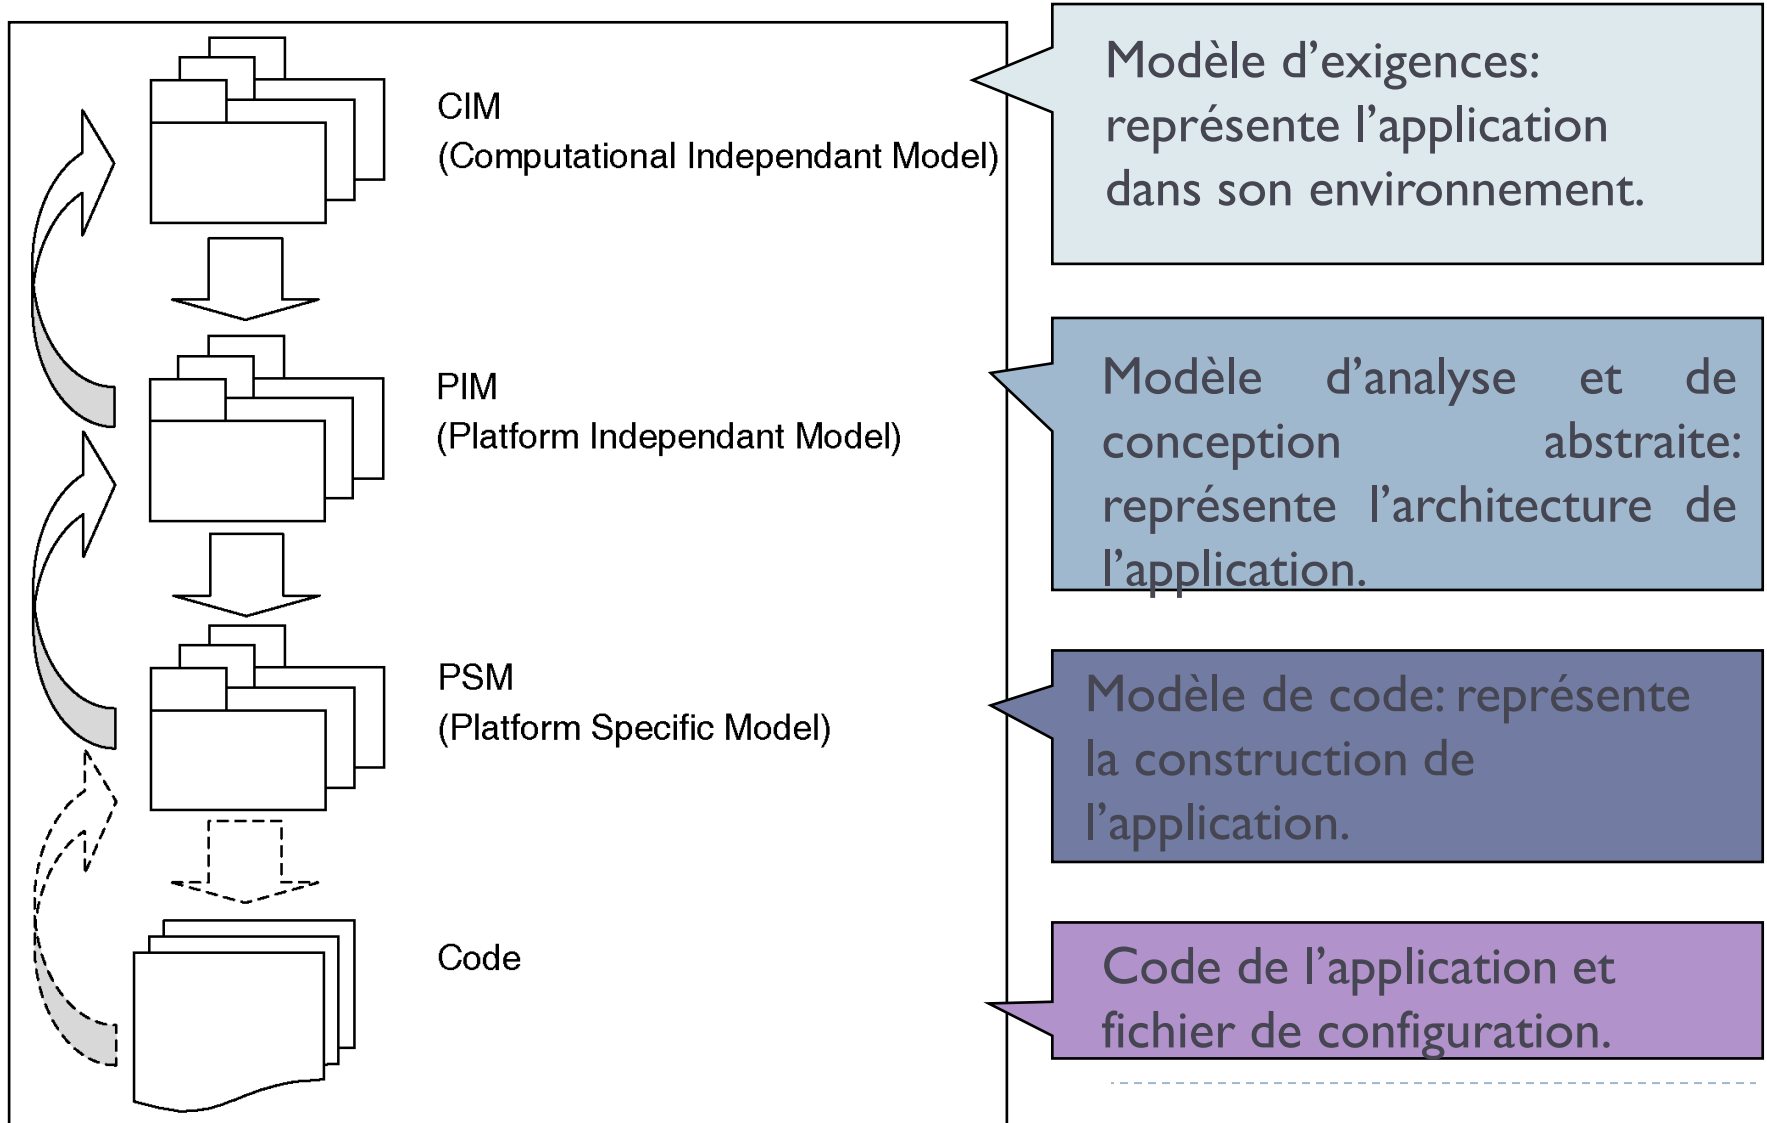 CIM
(Computational Independant Model)
Modèle d’exigences:
représente l’application
dans son environnement.
PIM
(Platform Independant Model)
Modèle d’analyse et de
conception abstraite:
représente l’architecture de
l’application.
PSM
(Platform Specific Model)
Modèle de code: représente
la construction de
l’application.
Code
Code de l’application et
fichier de configuration.